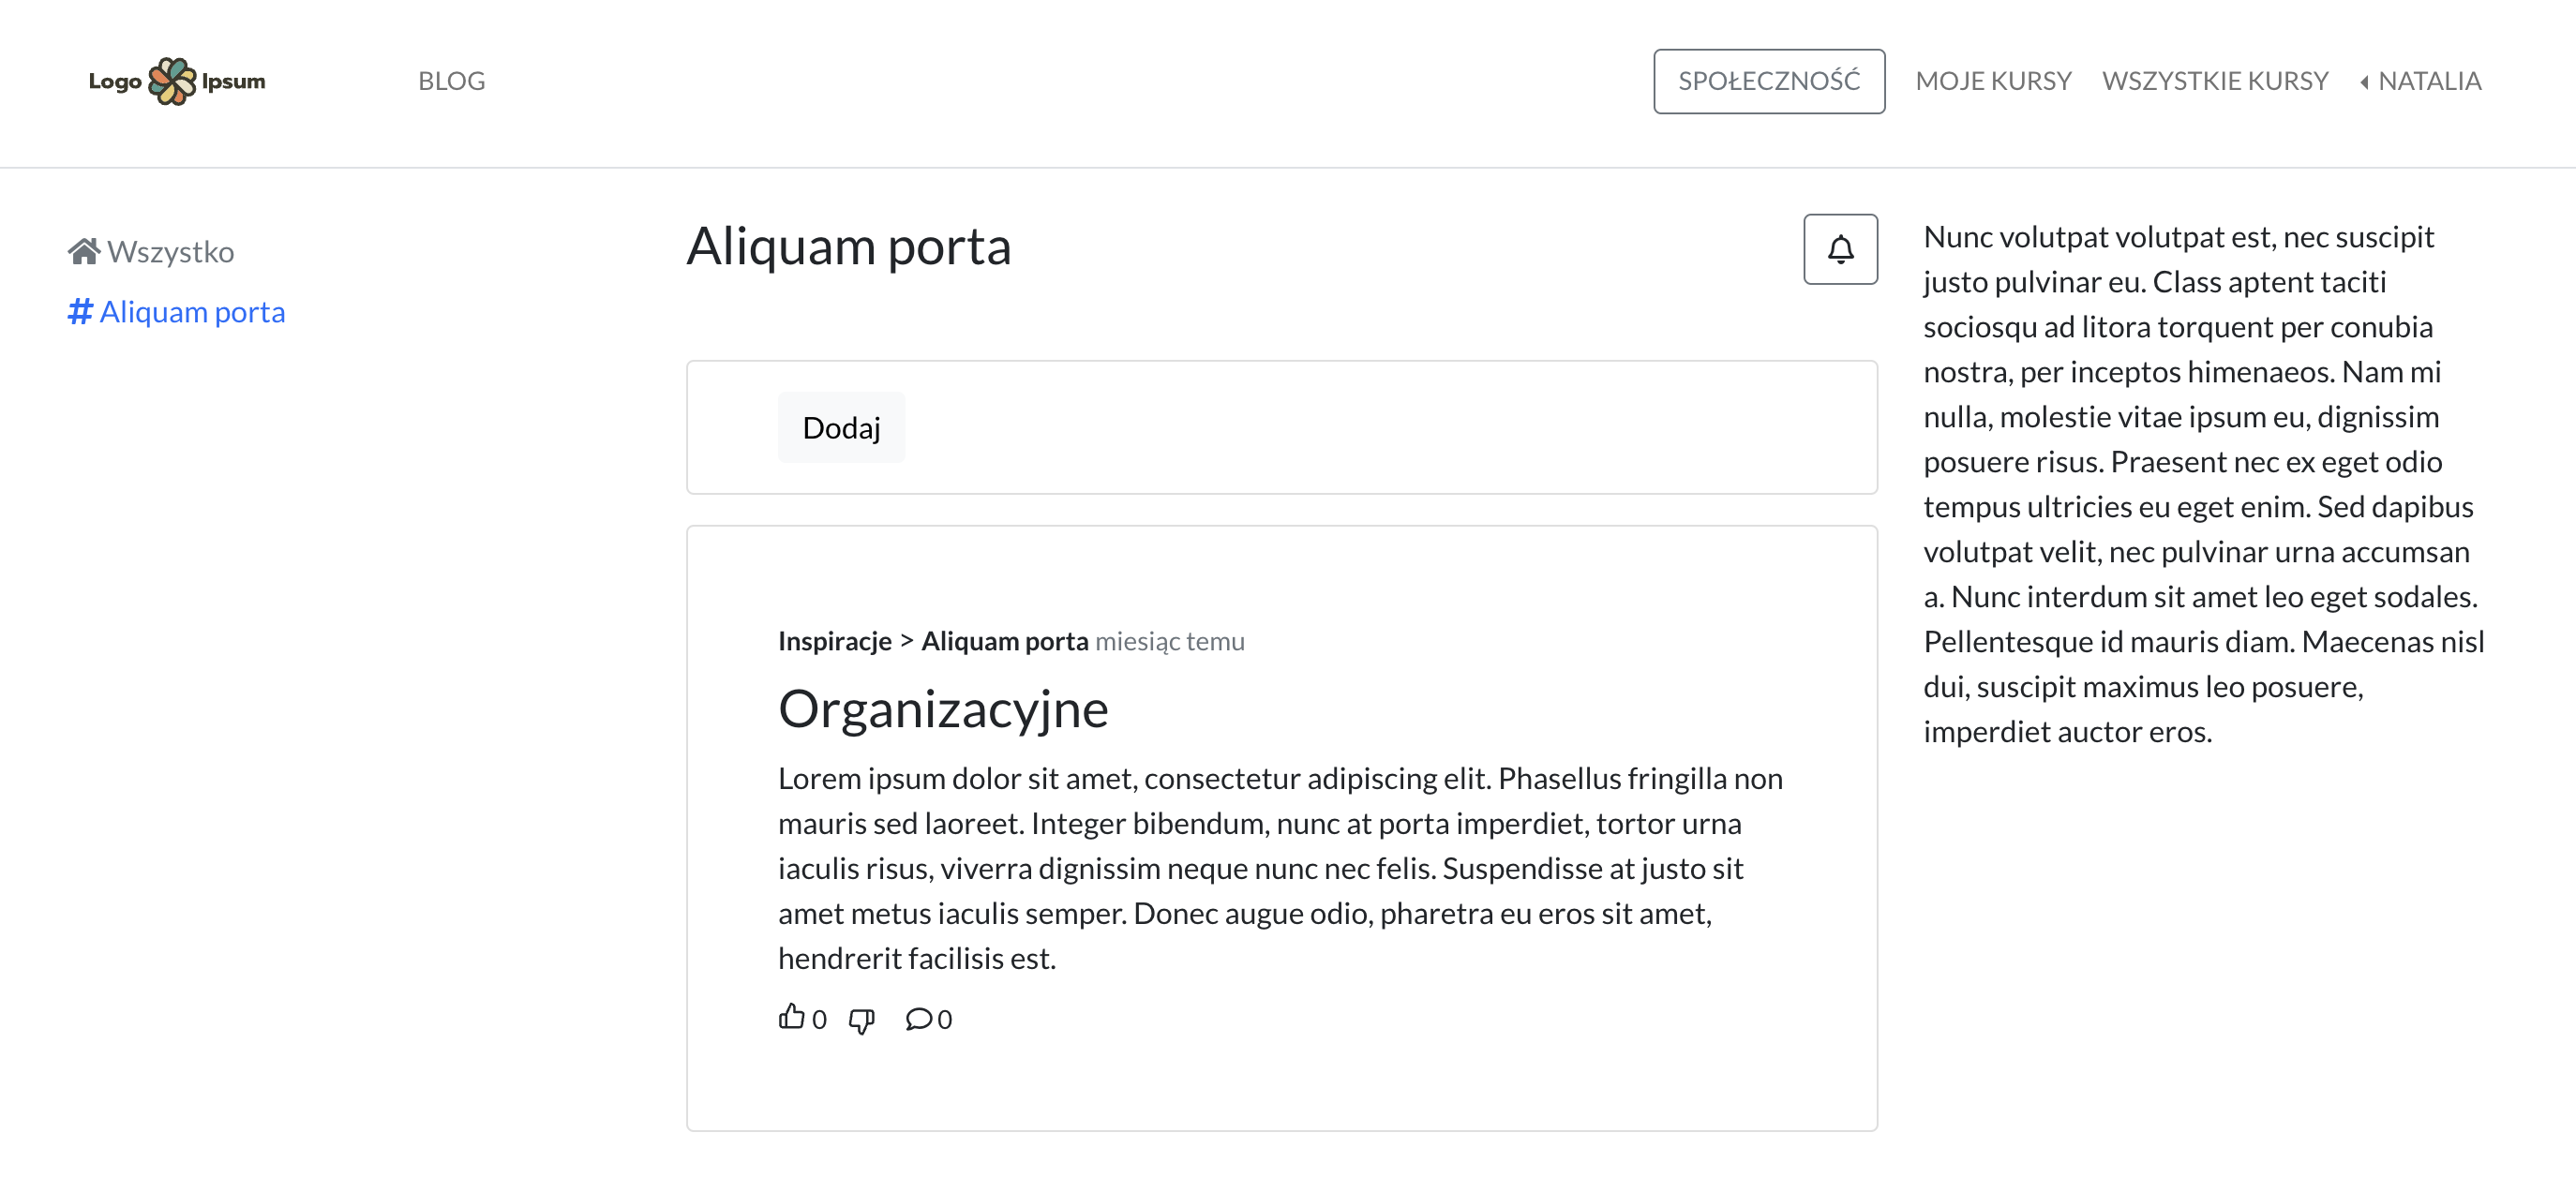 Logo Ipsum
BLOG
SPOŁECZNOŚĆ
MOJE KURSY
WSZYSTKIE KURSY
NATALIA
Wszystko
# Aliquam porta
Aliquam porta
Dodaj
Inspiracje > Aliquam porta miesiąc temu
Organizacyjne
Lorem ipsum dolor sit amet, consectetur adipiscing elit. Phasellus fringilla non
mauris sed laoreet. Integer bibendum, nunc at porta imperdiet, tortor urna
iaculis risus, viverra dignissim neque nunc nec felis. Suspendisse at justo sit
amet metus iaculis semper. Donec augue odio, pharetra eu eros sit amet,
hendrerit facilisis est.
0 0
Nunc volutpat volutpat est, nec suscipit
justo pulvinar eu. Class aptent taciti
sociosqu ad litora torquent per conubia
nostra, per inceptos himenaeos. Nam mi
nulla, molestie vitae ipsum eu, dignissim
posuere risus. Praesent nec ex eget odio
tempus ultricies eu eget enim. Sed dapibus
volutpat velit, nec pulvinar urna accumsan
a. Nunc interdum sit amet leo eget sodales.
Pellentesque id mauris diam. Maecenas nisl
dui, suscipit maximus leo posuere,
imperdiet auctor eros.